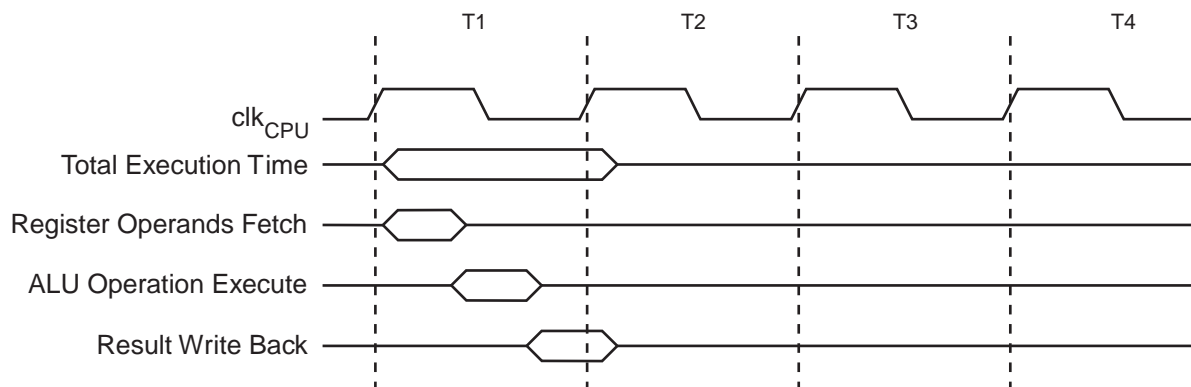 T1 T2 T3 T4
clkCPU
Total Execution Time
Register Operands Fetch
ALU Operation Execute
Result Write Back